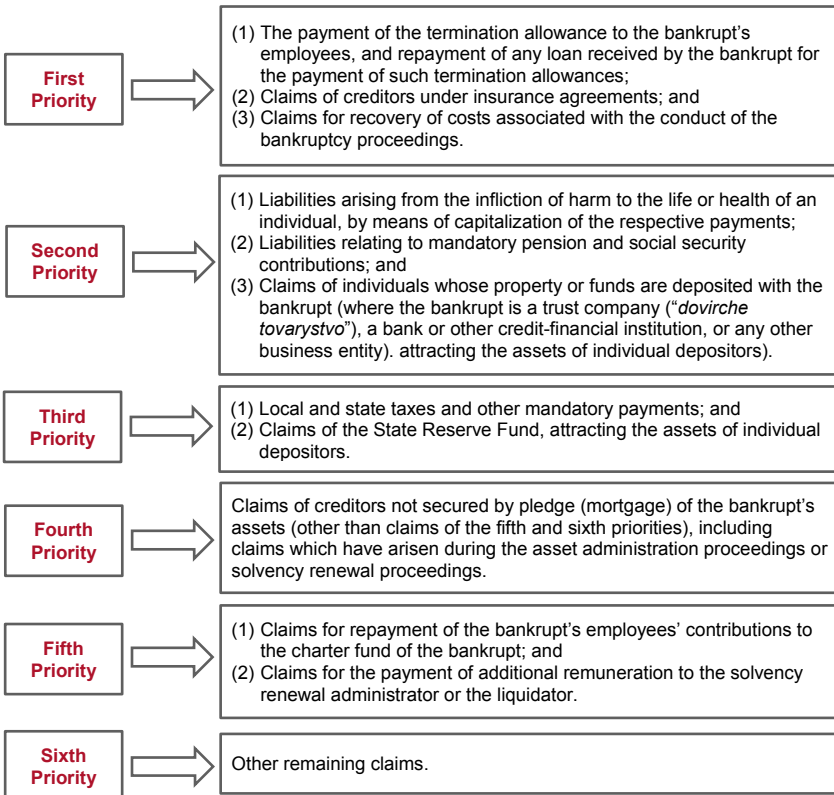 First
Priority
(1) The payment of the termination allowance to the bankrupt's
employees, and repayment of any loan received by the bankrupt for
the payment of such termination allowances;
(2) Claims of creditors under insurance agreements; and
(3) Claims for recovery of costs associated with the conduct of the
bankruptcy proceedings.
Second
Priority
(1) Liabilities arising from the infliction of harm to the life or health of an
individual, by means of capitalization of the respective payments;
(2) Liabilities relating to mandatory pension and social security
contributions; and
(3) Claims of individuals whose property or funds are deposited with the
bankrupt (where the bankrupt is a trust company (“dovirche
tovarystvo”), a bank or other credit-financial institution, or any other
business entity). attracting the assets of individual depositors).
Third
Priority
(1) Local and state taxes and other mandatory payments; and
(2) Claims of the State Reserve Fund, attracting the assets of individual
depositors.
Fourth
Priority
Claims of creditors not secured by pledge (mortgage) of the bankrupt's
assets (other than claims of the fifth and sixth priorities), including
claims which have arisen during the asset administration proceedings or
solvency renewal proceedings.
Fifth
Priority
(1) Claims for repayment of the bankrupt's employees' contributions to
the charter fund of the bankrupt; and
(2) Claims for the payment of additional remuneration to the solvency
renewal administrator or the liquidator.
Sixth
Priority
Other remaining claims.